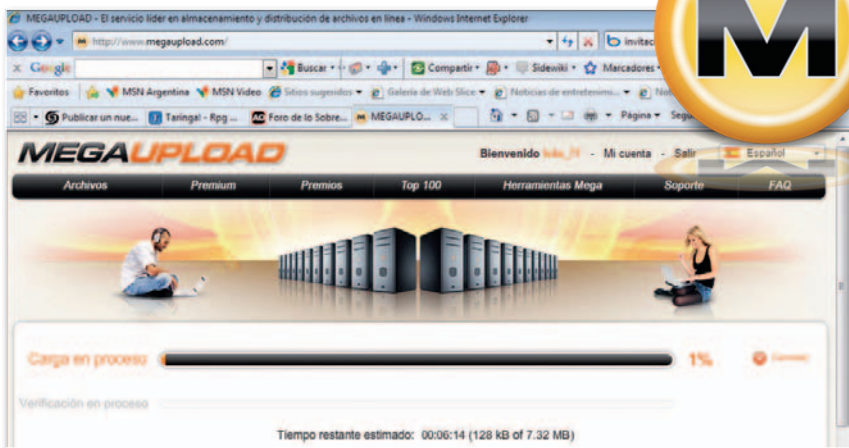 MEGAUPLOAD - El servicio líder en almacenamiento y distribución de archivos en línea - Windows Internet Explorer
http://www.megaupload.com/
Google Buscar Compartir Sidewiki Marcadores
Favoritos MSN Argentina MSN Video Sitios sugeridos Galería de Web Slice Noticias de entretenimi...
Publicar un nue... Taringa! - Rpg ... Foro de lo Sobre... MEGAUPLO... Página
M
MEGAUPLOAD
Bienvenido - Mi cuenta - Salir Español
Archivos Premium Premios Top 100 Herramientas Mega Soporte FAQ
Carga en proceso 1%
Verificación en proceso
Tiempo restante estimado: 00:06:14 (128 kB of 7.32 MB)